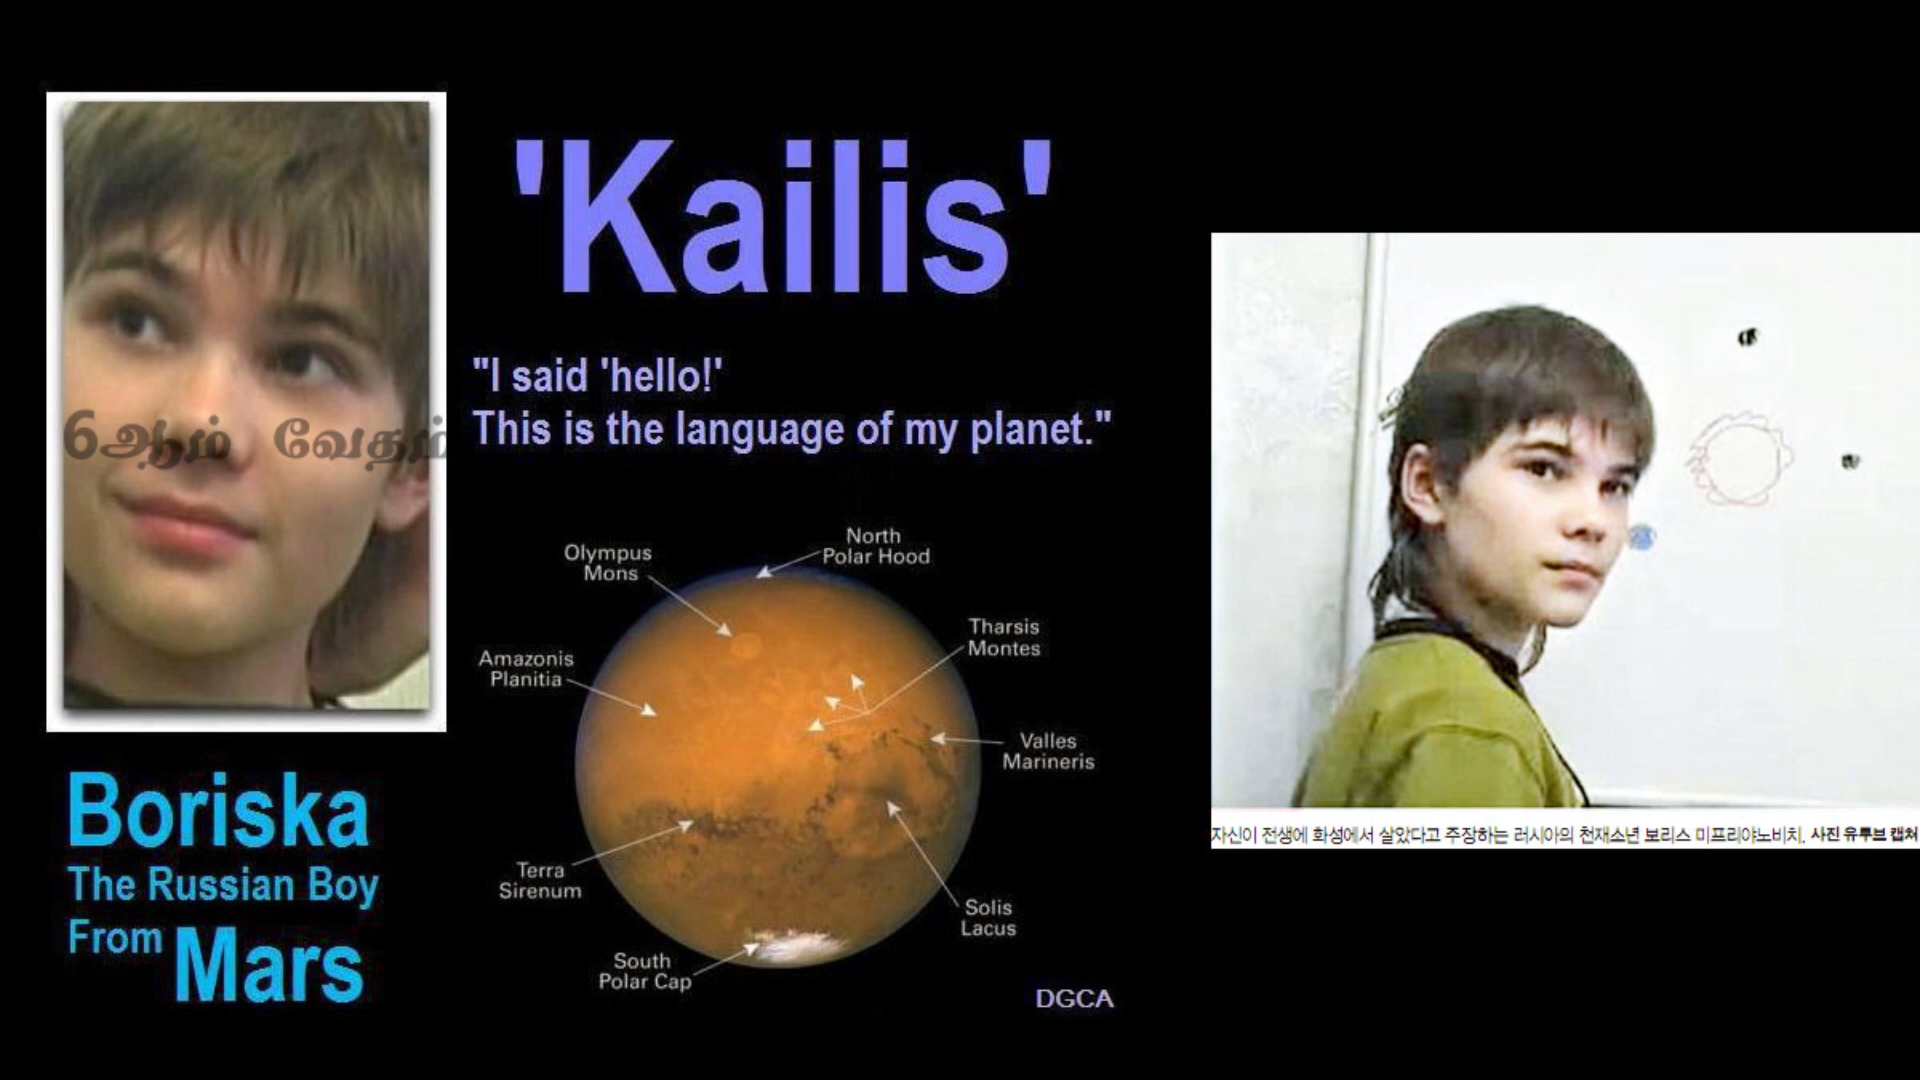 'Kailis'
"I said 'hello!'
This is the language of my planet."
6ஆம் வேதம்
Boriska
The Russian Boy
From Mars
North
Polar Hood
Olympus
Mons
Tharsis
Montes
Amazonis
Planitia
Valles
Marineris
Terra
Sirenum
Solis
Lacus
South
Polar Cap
DGCA
자신이 전생에 화성에서 살았다고 주장하는 러시아의 천재소년 보리스 미프리야노비치. 사진 유튜브 캡처